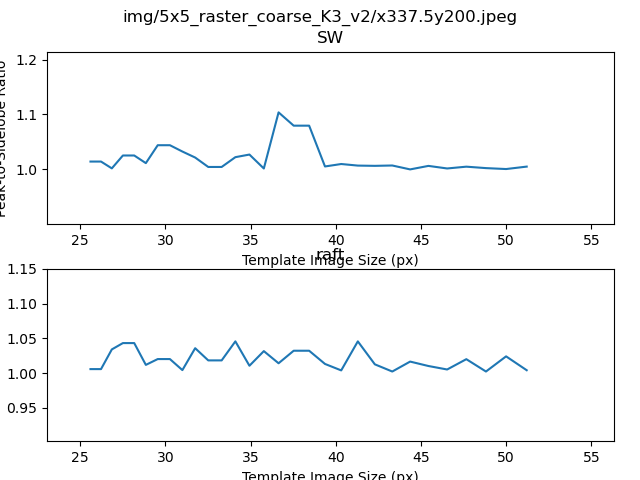 img/5x5_raster_coarse_K3_v2/x337.5y200.jpeg
SW
Peak-to-Sidelobe Ratio
1.2
1.1
1.0
25 30 35 40 45 50 55
Template Image Size (px)
raft
1.15
1.10
1.05
1.00
0.95
25 30 35 40 45 50 55
Template Image Size (px)